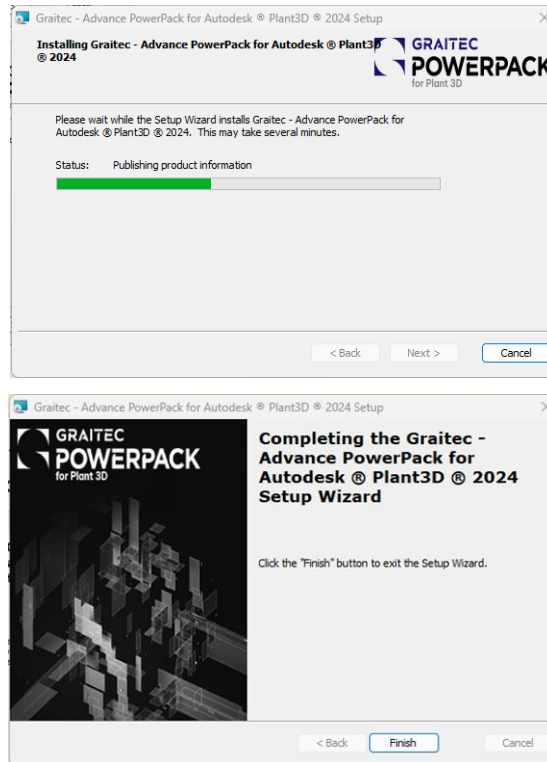 Graitec - Advance PowerPack for Autodesk ® Plant3D ® 2024 Setup
Installing Graitec - Advance PowerPack for Autodesk ® Plant3D
® 2024
GRAITEC
POWERPACK
for Plant 3D
Please wait while the Setup Wizard installs Graitec - Advance PowerPack for
Autodesk ® Plant3D ® 2024. This may take several minutes.
Status: Publishing product information
< Back Next > Cancel
Graitec - Advance PowerPack for Autodesk ® Plant3D ® 2024 Setup
GRAITEC
POWERPACK
for Plant 3D
Completing the Graitec -
Advance PowerPack for
Autodesk ® Plant3D ® 2024
Setup Wizard
Click the "Finish" button to exit the Setup Wizard.
< Back Finish Cancel